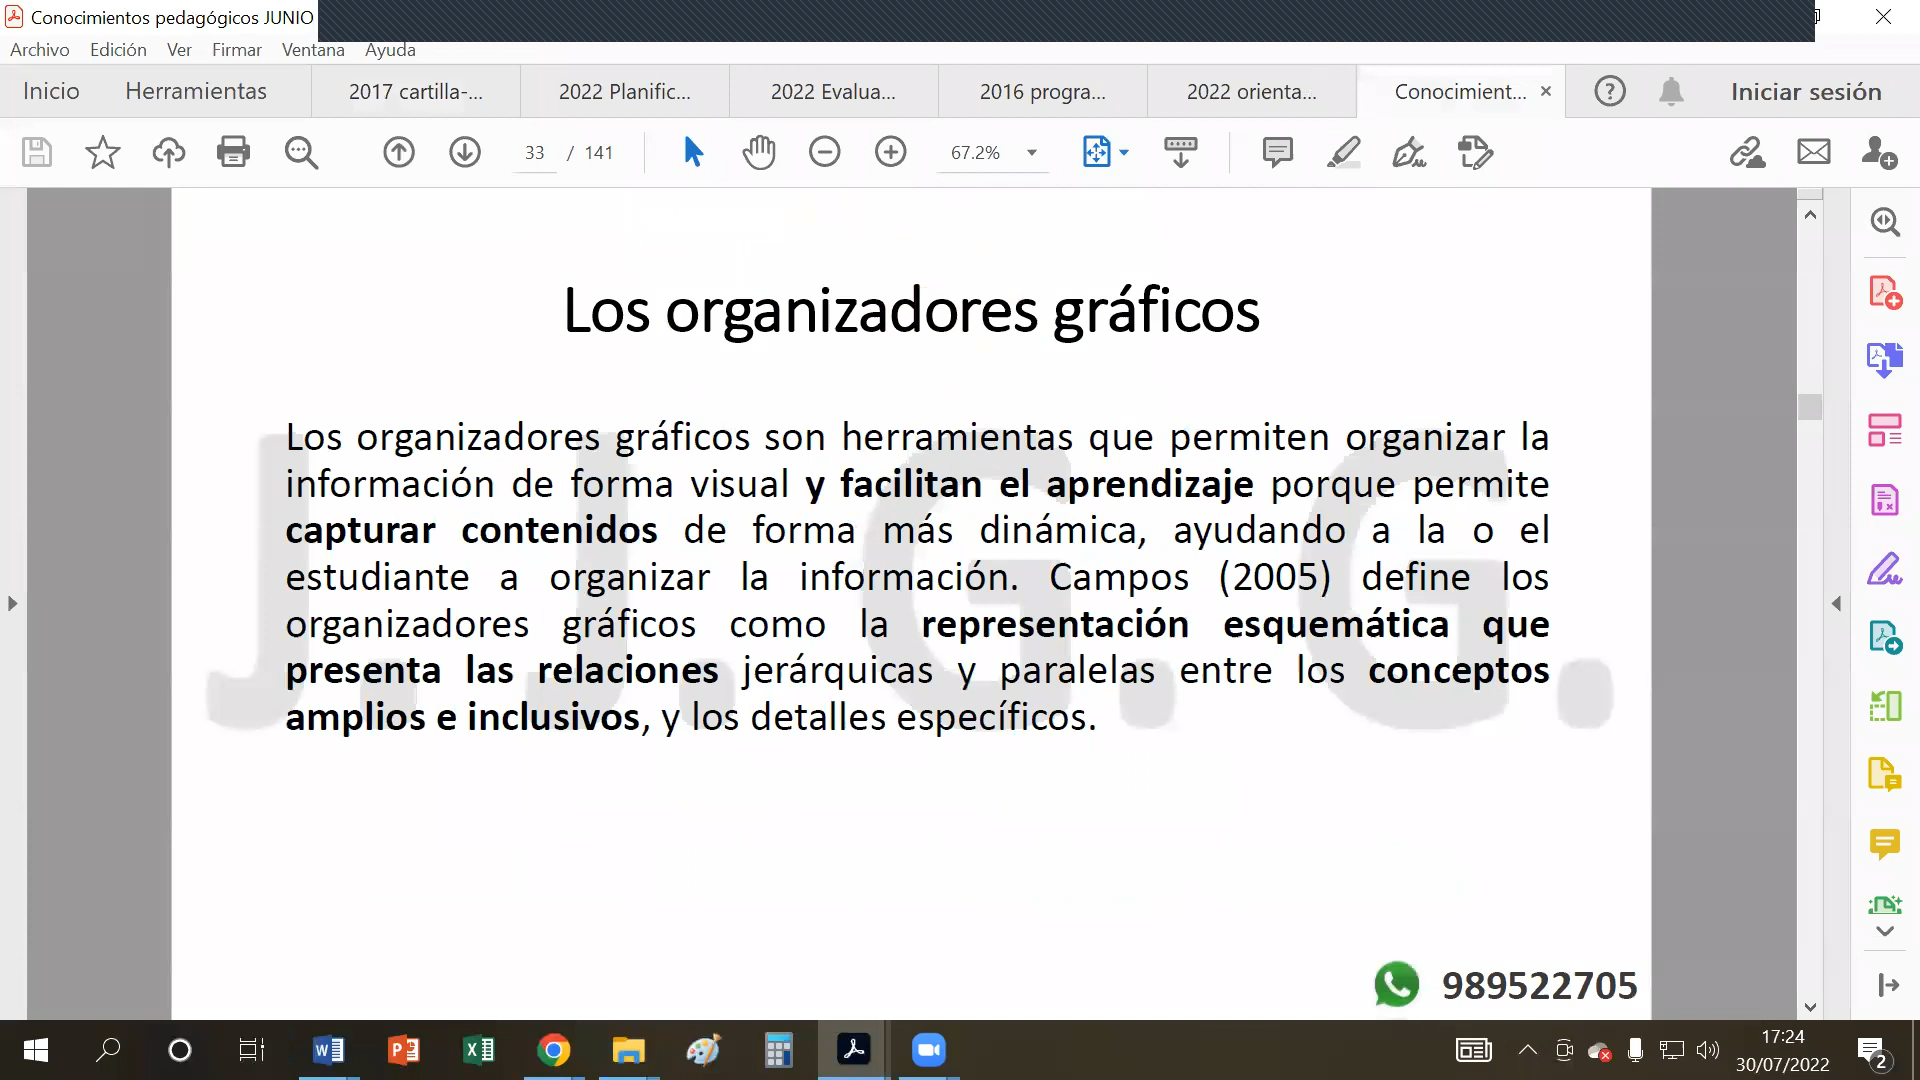 Conocimientos pedagógicos JUNIO
Archivo Edición Ver Firmar Ventana Ayuda
Inicio Herramientas 2017 cartilla-... 2022 Planific... 2022 Evalua... 2016 progra... 2022 orienta... Conocimient... Iniciar sesión
33 / 141 67.2%
Los organizadores gráficos
Los organizadores gráficos son herramientas que permiten organizar la
información de forma visual y facilitan el aprendizaje porque permite
capturar contenidos de forma más dinámica, ayudando a la o el
estudiante a organizar la información. Campos (2005) define los
organizadores gráficos como la representación esquemática que
presenta las relaciones jerárquicas y paralelas entre los conceptos
amplios e inclusivos, y los detalles específicos.
J. J. G. G.
989522705
17:24
30/07/2022
2